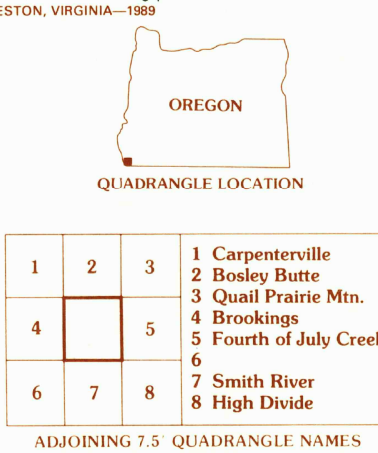 ESTON, VIRGINIA—1989
OREGON
QUADRANGLE LOCATION
1 2 3
4 5
6 7 8
1 Carpenterville
2 Bosley Butte
3 Quail Prairie Mtn.
4 Brookings
5 Fourth of July Creel
6
7 Smith River
8 High Divide
ADJOINING 7.5' QUADRANGLE NAMES